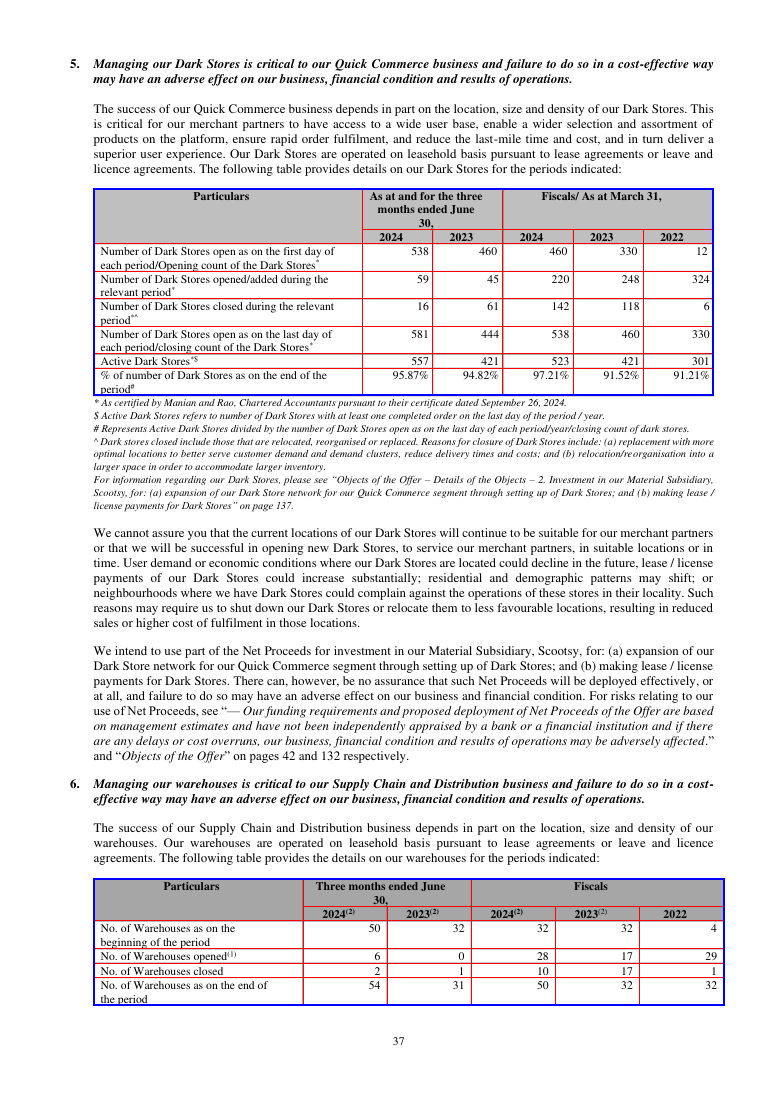 5. Managing our Dark Stores is critical to our Quick Commerce business and failure to do so in a cost-effective way
may have an adverse effect on our business, financial condition and results of operations.
The success of our Quick Commerce business depends in part on the location, size and density of our Dark Stores. This
is critical for our merchant partners to have access to a wide user base, enable a wider selection and assortment of
products on the platform, ensure rapid order fulfilment, and reduce the last-mile time and cost, and in turn deliver a
superior user experience. Our Dark Stores are operated on leasehold basis pursuant to lease agreements or leave and
licence agreements. The following table provides details on our Dark Stores for the periods indicated:
Particulars As at and for the three Fiscals/ As at March 31,
months ended June
30,
2024 2023 2024 2023 2022
Number of Dark Stores open as on the first day of 538 460 460 330 12
each period/Opening count of the Dark Stores*
Number of Dark Stores opened/added during the 59 45 220 248 324
relevant period*
Number of Dark Stores closed during the relevant 16 61 142 118 6
period*^
Number of Dark Stores open as on the last day of 581 444 538 460 330
each period/closing count of the Dark Stores*
Active Dark Stores*$ 557 421 523 421 301
% of number of Dark Stores as on the end of the 95.87% 94.82% 97.21% 91.52% 91.21%
period#
* As certified by Manian and Rao, Chartered Accountants pursuant to their certificate dated September 26, 2024.
$ Active Dark Stores refers to number of Dark Stores with at least one completed order on the last day of the period / year.
# Represents Active Dark Stores divided by the number of Dark Stores open as on the last day of each period/year/closing count of dark stores.
^ Dark stores closed include those that are relocated, reorganised or replaced. Reasons for closure of Dark Stores include: (a) replacement with more
optimal locations to better serve customer demand and demand clusters, reduce delivery times and costs; and (b) relocation/reorganisation into a
larger space in order to accommodate larger inventory.
For information regarding our Dark Stores, please see “Objects of the Offer – Details of the Objects – 2. Investment in our Material Subsidiary,
Scootsy, for: (a) expansion of our Dark Store network for our Quick Commerce segment through setting up of Dark Stores; and (b) making lease /
license payments for Dark Stores” on page 137.
We cannot assure you that the current locations of our Dark Stores will continue to be suitable for our merchant partners
or that we will be successful in opening new Dark Stores, to service our merchant partners, in suitable locations or in
time. User demand or economic conditions where our Dark Stores are located could decline in the future, lease / license
payments of our Dark Stores could increase substantially; residential and demographic patterns may shift; or
neighbourhoods where we have Dark Stores could complain against the operations of these stores in their locality. Such
reasons may require us to shut down our Dark Stores or relocate them to less favourable locations, resulting in reduced
sales or higher cost of fulfilment in those locations.
We intend to use part of the Net Proceeds for investment in our Material Subsidiary, Scootsy, for: (a) expansion of our
Dark Store network for our Quick Commerce segment through setting up of Dark Stores; and (b) making lease / license
payments for Dark Stores. There can, however, be no assurance that such Net Proceeds will be deployed effectively, or
at all, and failure to do so may have an adverse effect on our business and financial condition. For risks relating to our
use of Net Proceeds, see “— Our funding requirements and proposed deployment of Net Proceeds of the Offer are based
on management estimates and have not been independently appraised by a bank or a financial institution and if there
are any delays or cost overruns, our business, financial condition and results of operations may be adversely affected.”
and “Objects of the Offer” on pages 42 and 132 respectively.
6. Managing our warehouses is critical to our Supply Chain and Distribution business and failure to do so in a cost-
effective way may have an adverse effect on our business, financial condition and results of operations.
The success of our Supply Chain and Distribution business depends in part on the location, size and density of our
warehouses. Our warehouses are operated on leasehold basis pursuant to lease agreements or leave and licence
agreements. The following table provides the details on our warehouses for the periods indicated:
Particulars Three months ended June Fiscals
30,
2024(2) 2023(2) 2024(2) 2023(2) 2022
No. of Warehouses as on the 50 32 32 32 4
beginning of the period
No. of Warehouses opened(1) 6 0 28 17 29
No. of Warehouses closed 2 1 10 17 1
No. of Warehouses as on the end of 54 31 50 32 32
the period
37